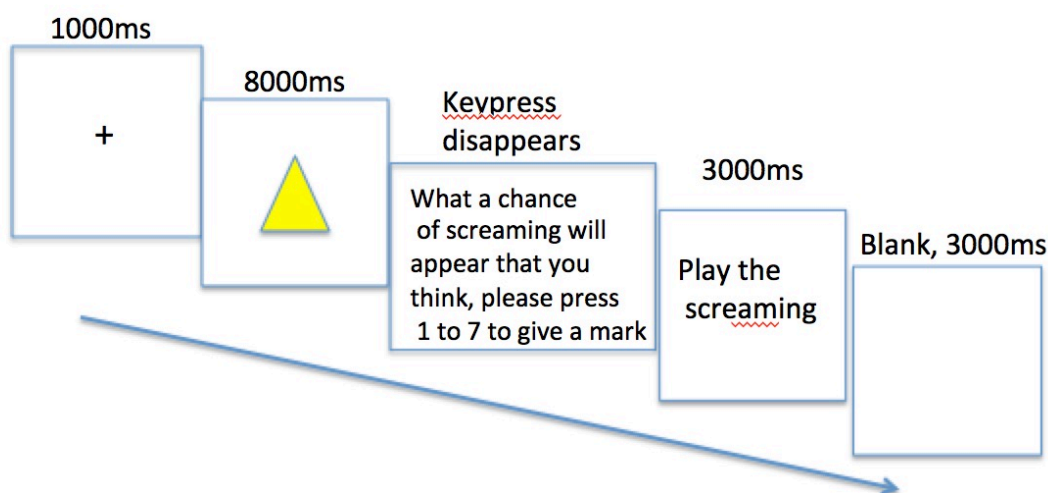 1000ms
+
8000ms
Keypress
disappears
What a chance
of screaming will
appear that you
think, please press
1 to 7 to give a mark
3000ms
Play the
screaming
Blank, 3000ms